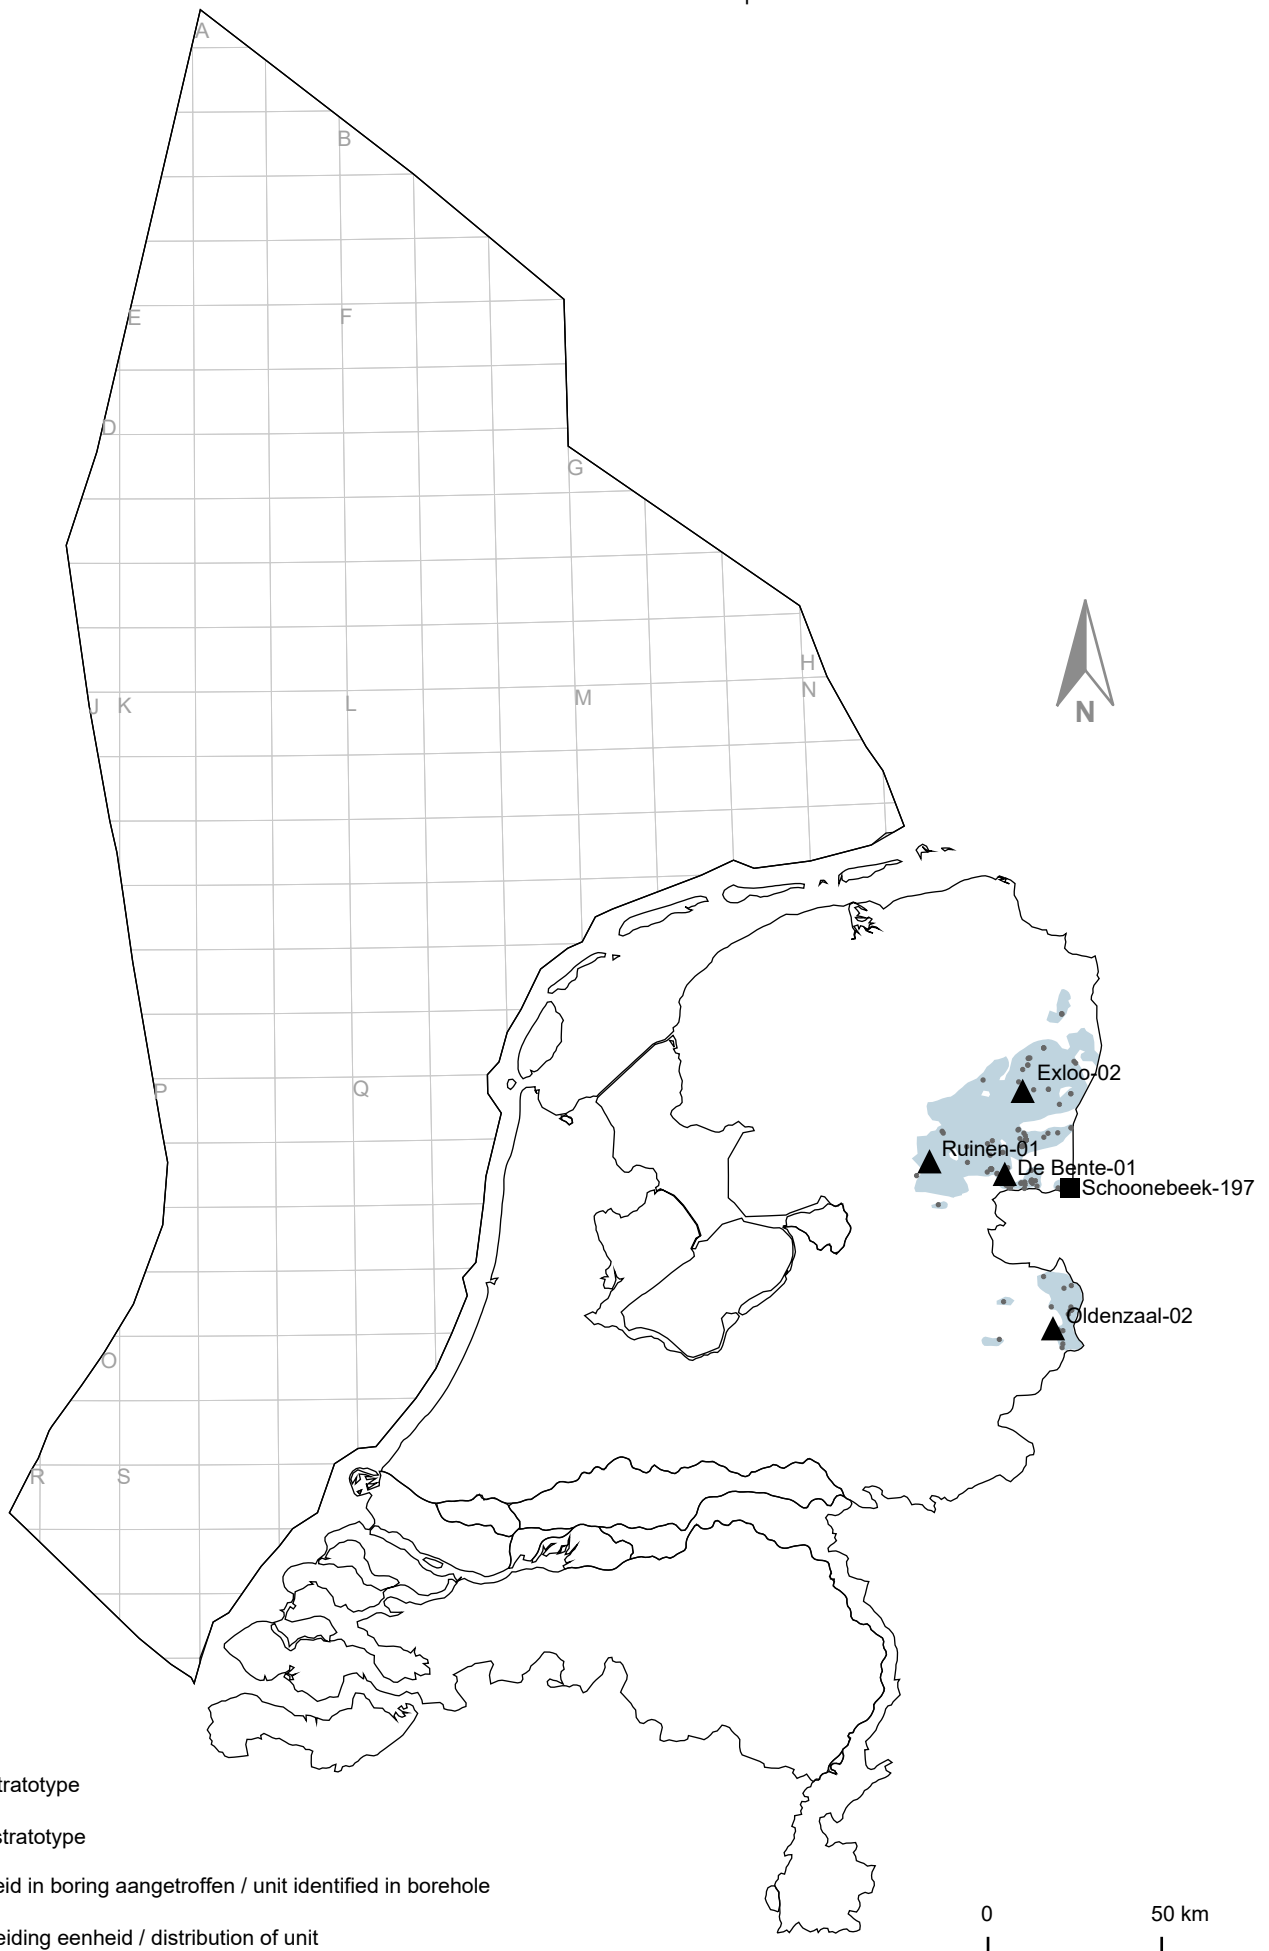 A
B
E
F
D
G
H
N
J K
L
M
N
P
Q
Exloo-02
Ruinen-01
De Bente-01
Schoonebeek-197
Oldenzaal-02
O
R
S
tratotype
stratotype
eid in boring aangetroffen / unit identified in borehole
eiding eenheid / distribution of unit
0 50 km